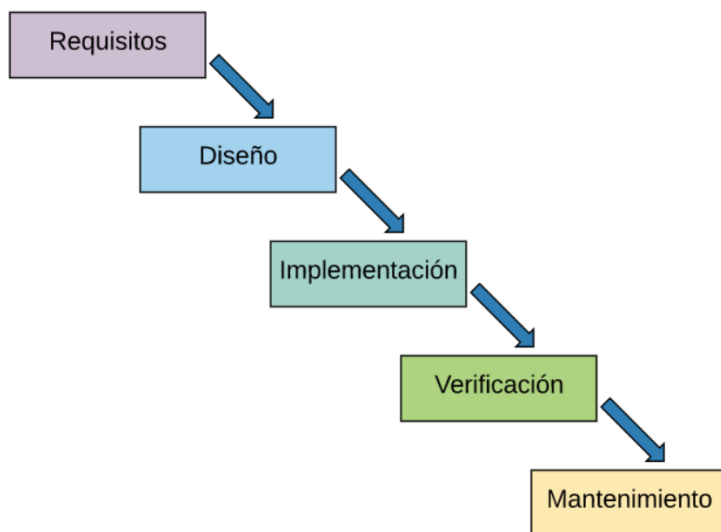 Requisitos
Diseño
Implementación
Verificación
Mantenimiento